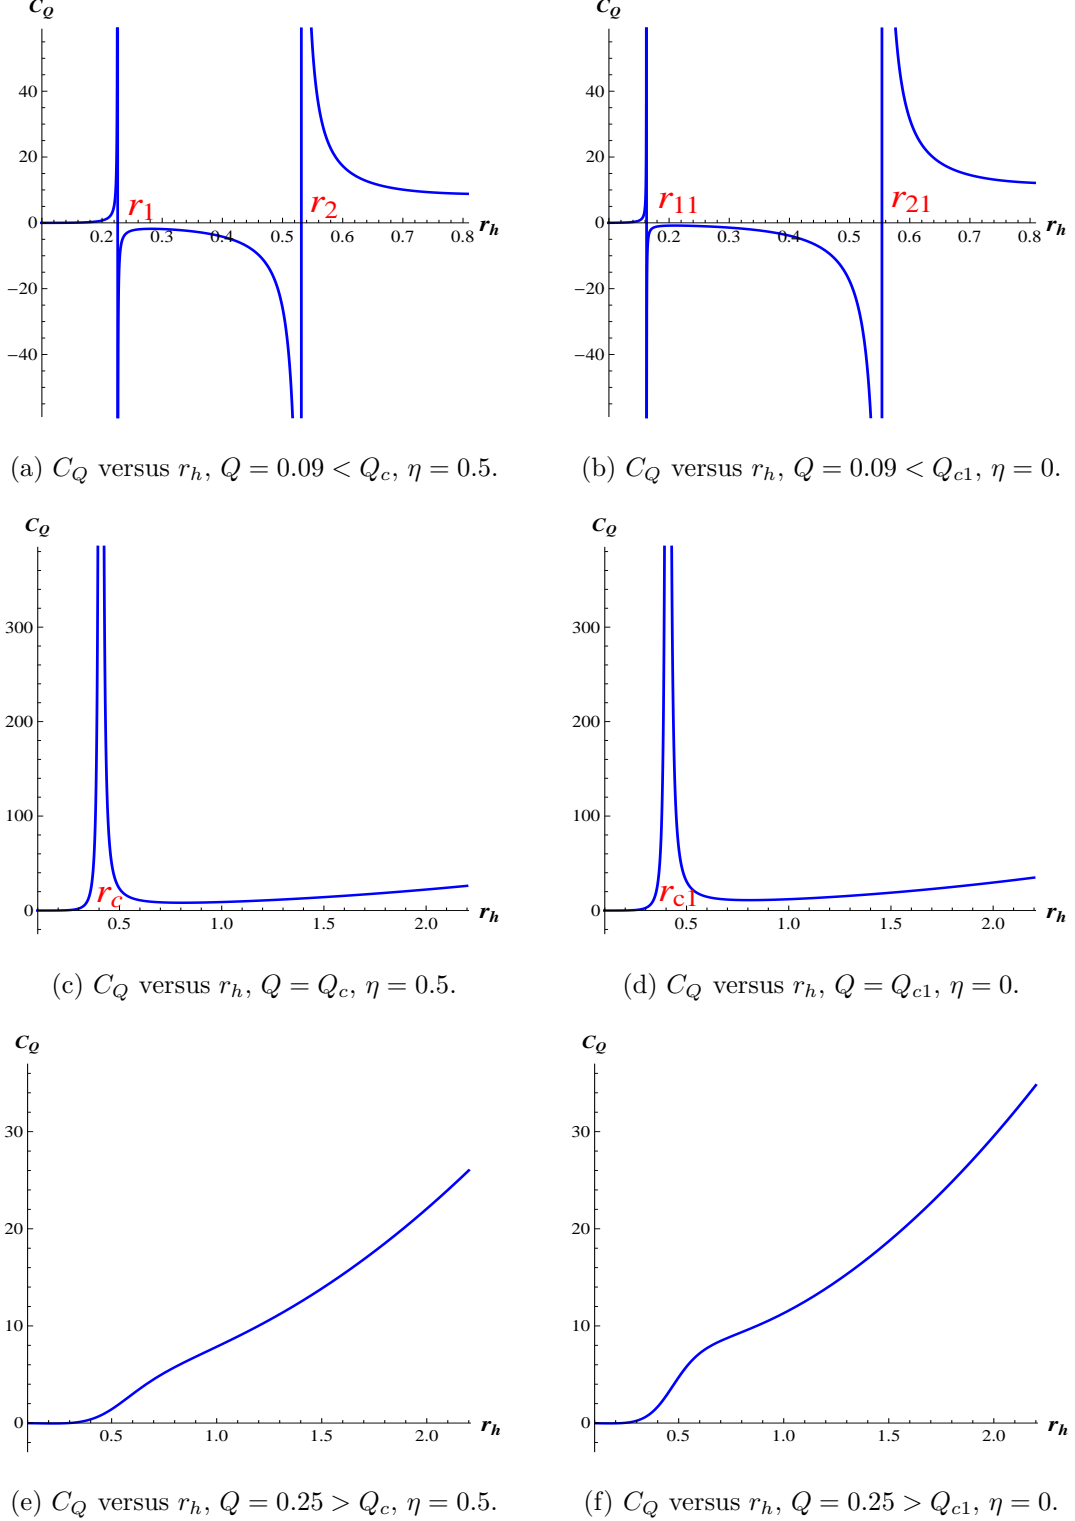 C_Q C_Q
40 40
20 20
r_1 r_2 r_11 r_21
0 0.2 0.3 0.4 0.5 0.6 0.7 0.8 r_h 0 0.2 0.3 0.4 0.5 0.6 0.7 0.8 r_h
−20 −20
−40 −40
(a) C_Q versus r_h, Q = 0.09 < Q_c, η = 0.5. (b) C_Q versus r_h, Q = 0.09 < Q_c1, η = 0.
C_Q C_Q
300 300
200 200
100 100
r_c r_c1
0 0.5 1.0 1.5 2.0 r_h 0 0.5 1.0 1.5 2.0 r_h
(c) C_Q versus r_h, Q = Q_c, η = 0.5. (d) C_Q versus r_h, Q = Q_c1, η = 0.
C_Q C_Q
30 30
20 20
10 10
0 0.5 1.0 1.5 2.0 r_h 0 0.5 1.0 1.5 2.0 r_h
(e) C_Q versus r_h, Q = 0.25 > Q_c, η = 0.5. (f) C_Q versus r_h, Q = 0.25 > Q_c1, η = 0.